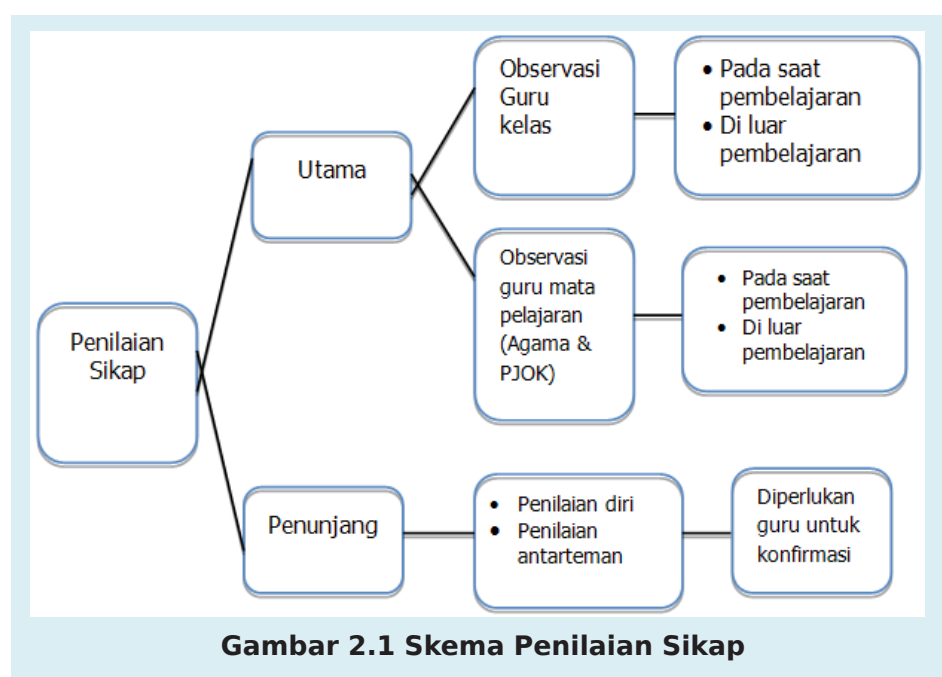 Observasi
Guru
kelas
• Pada saat
pembelajaran
• Di luar
pembelajaran
Utama
Observasi
guru mata
pelajaran
(Agama &
PJOK)
• Pada saat
pembelajaran
• Di luar
pembelajaran
Penilaian
Sikap
Penunjang
• Penilaian diri
• Penilaian
antarteman
Diperlukan
guru untuk
konfirmasi
Gambar 2.1 Skema Penilaian Sikap